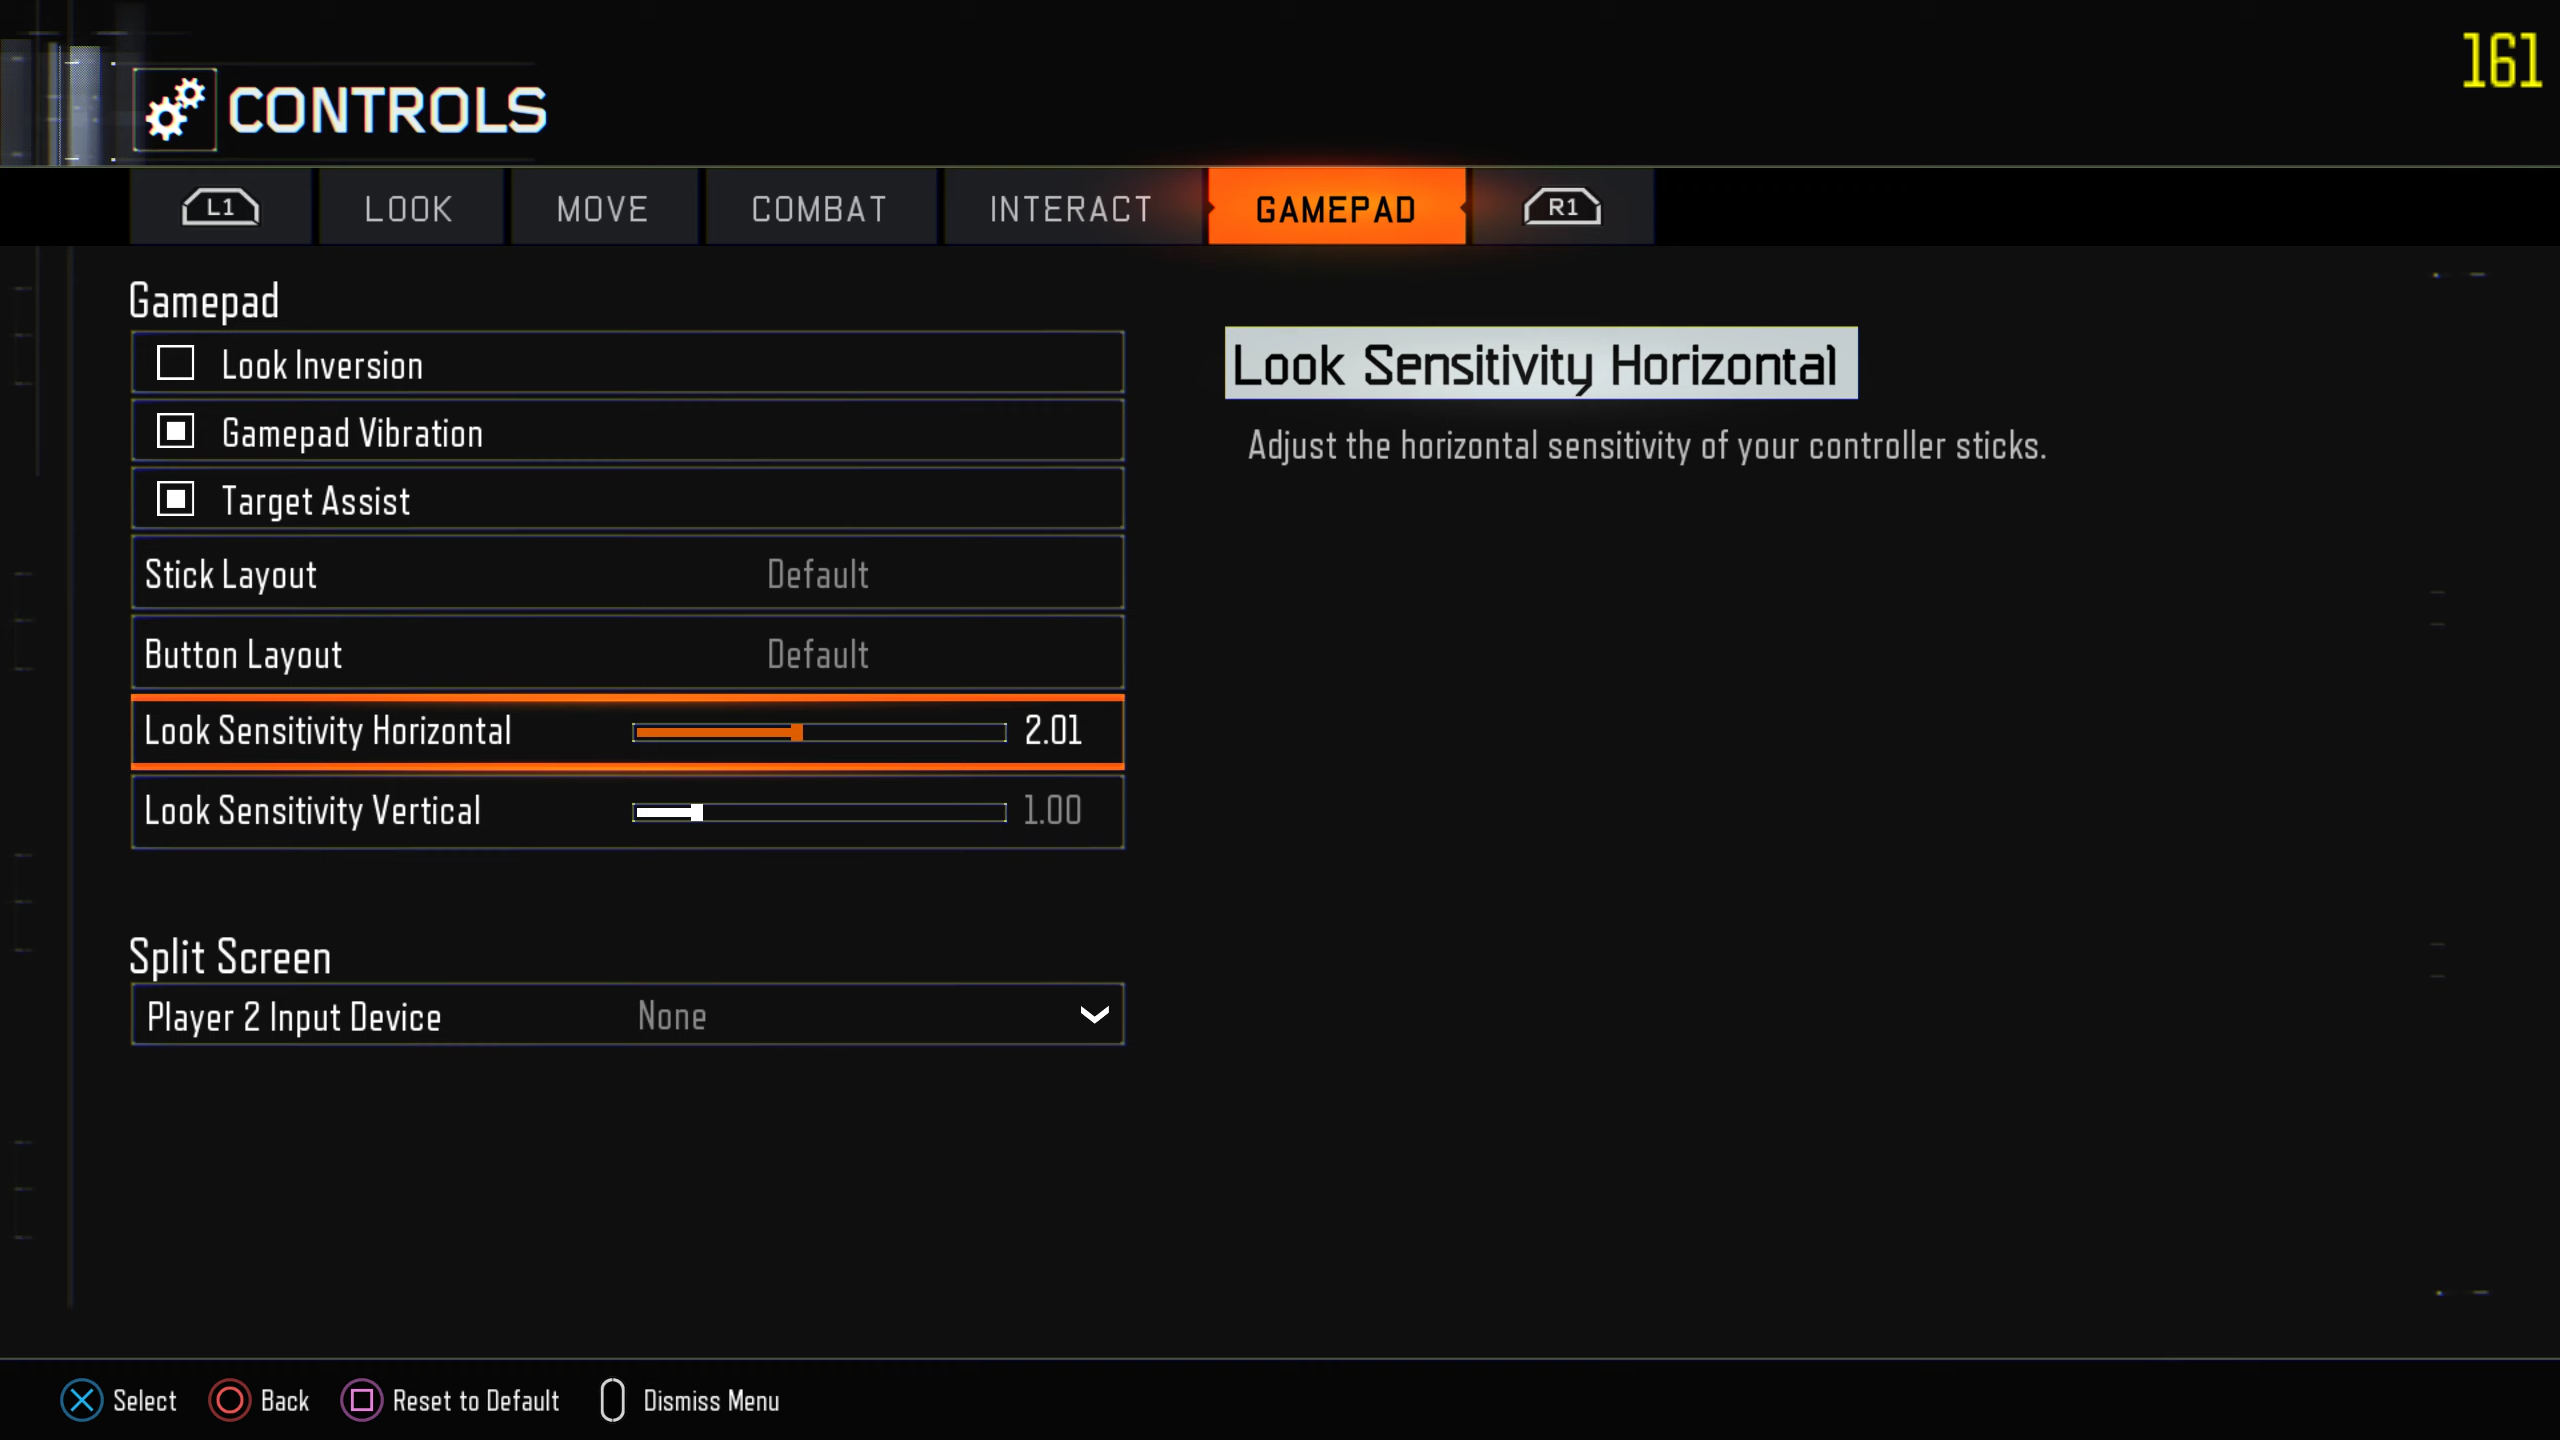 161
CONTROLS
L1 LOOK MOVE COMBAT INTERACT GAMEPAD R1
Gamepad
Look Inversion
Gamepad Vibration
Target Assist
Stick Layout Default
Button Layout Default
Look Sensitivity Horizontal 2.01
Look Sensitivity Vertical 1.00
Split Screen
Player 2 Input Device None
Look Sensitivity Horizontal
Adjust the horizontal sensitivity of your controller sticks.
Select Back Reset to Default Dismiss Menu